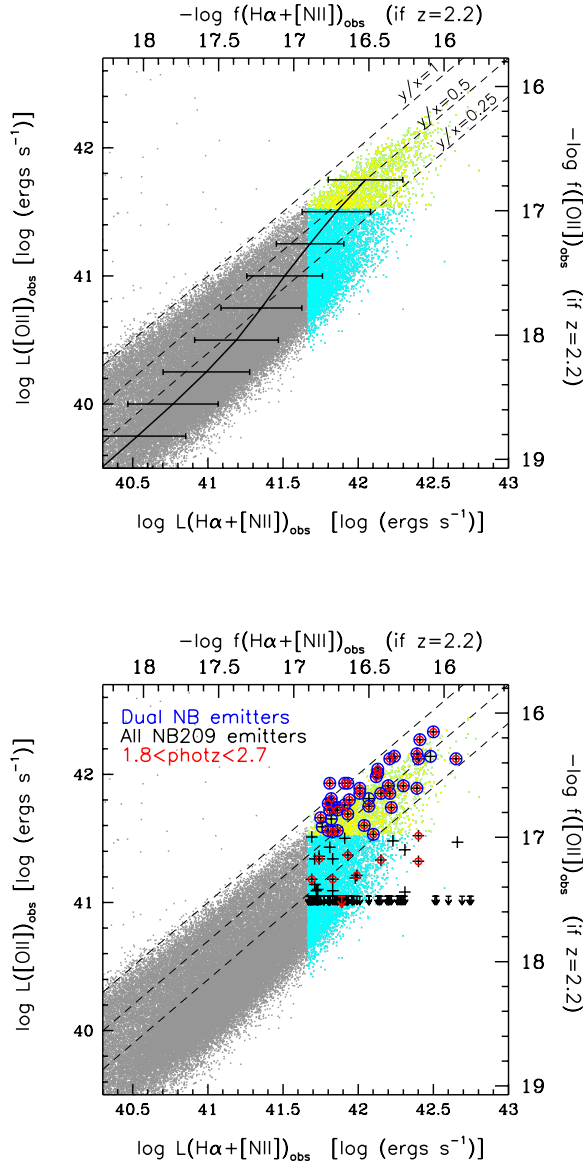 −log f(Hα+[NII])obs (if z=2.2)
18 17.5 17 16.5 16
y/x=1
y/x=0.5
y/x=0.25
42
41
40
log L([OII])obs [log (ergs s−1)]
16
17
18
19
−log f([OII])obs (if z=2.2)
40.5 41 41.5 42 42.5 43
log L(Hα+[NII])obs [log (ergs s−1)]
−log f(Hα+[NII])obs (if z=2.2)
18 17.5 17 16.5 16
Dual NB emitters
All NB209 emitters
1.8<photz<2.7
42
41
40
log L([OII])obs [log (ergs s−1)]
16
17
18
19
−log f([OII])obs (if z=2.2)
40.5 41 41.5 42 42.5 43
log L(Hα+[NII])obs [log (ergs s−1)]